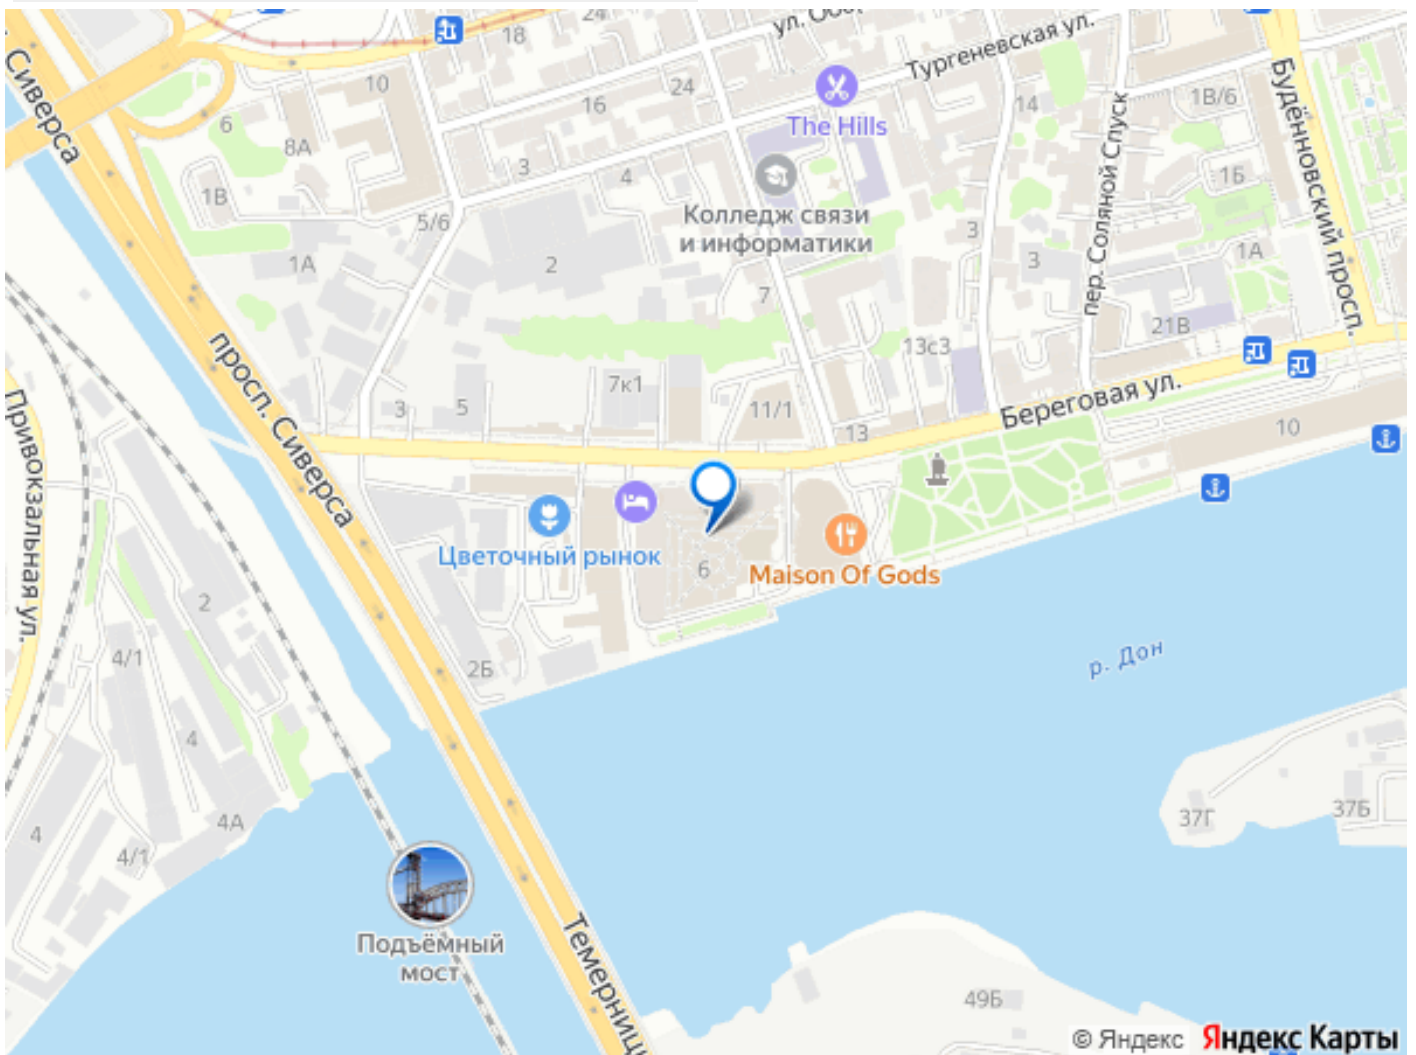 24
18
ул.
Тургеневская ул.
Сиверса
10
16
24
The Hills
14
1В/6
Будённовский просп.
6
8А
3
4
1В
5/6
Колледж связи
и информатики
пер. Соляной Спуск
1Б
3
3
1А
1А
2
7
13с3
21В
просп. Сиверса
Привокзальная ул.
3
5
7к1
11/1
13
Береговая ул.
10
Цветочный рынок
6
Maison Of Gods
2
4/1
2Б
р. Дон
4
4А
4
4/1
37Г
37Б
Подъёмный
мост
49Б
© Яндекс Яндекс Карты